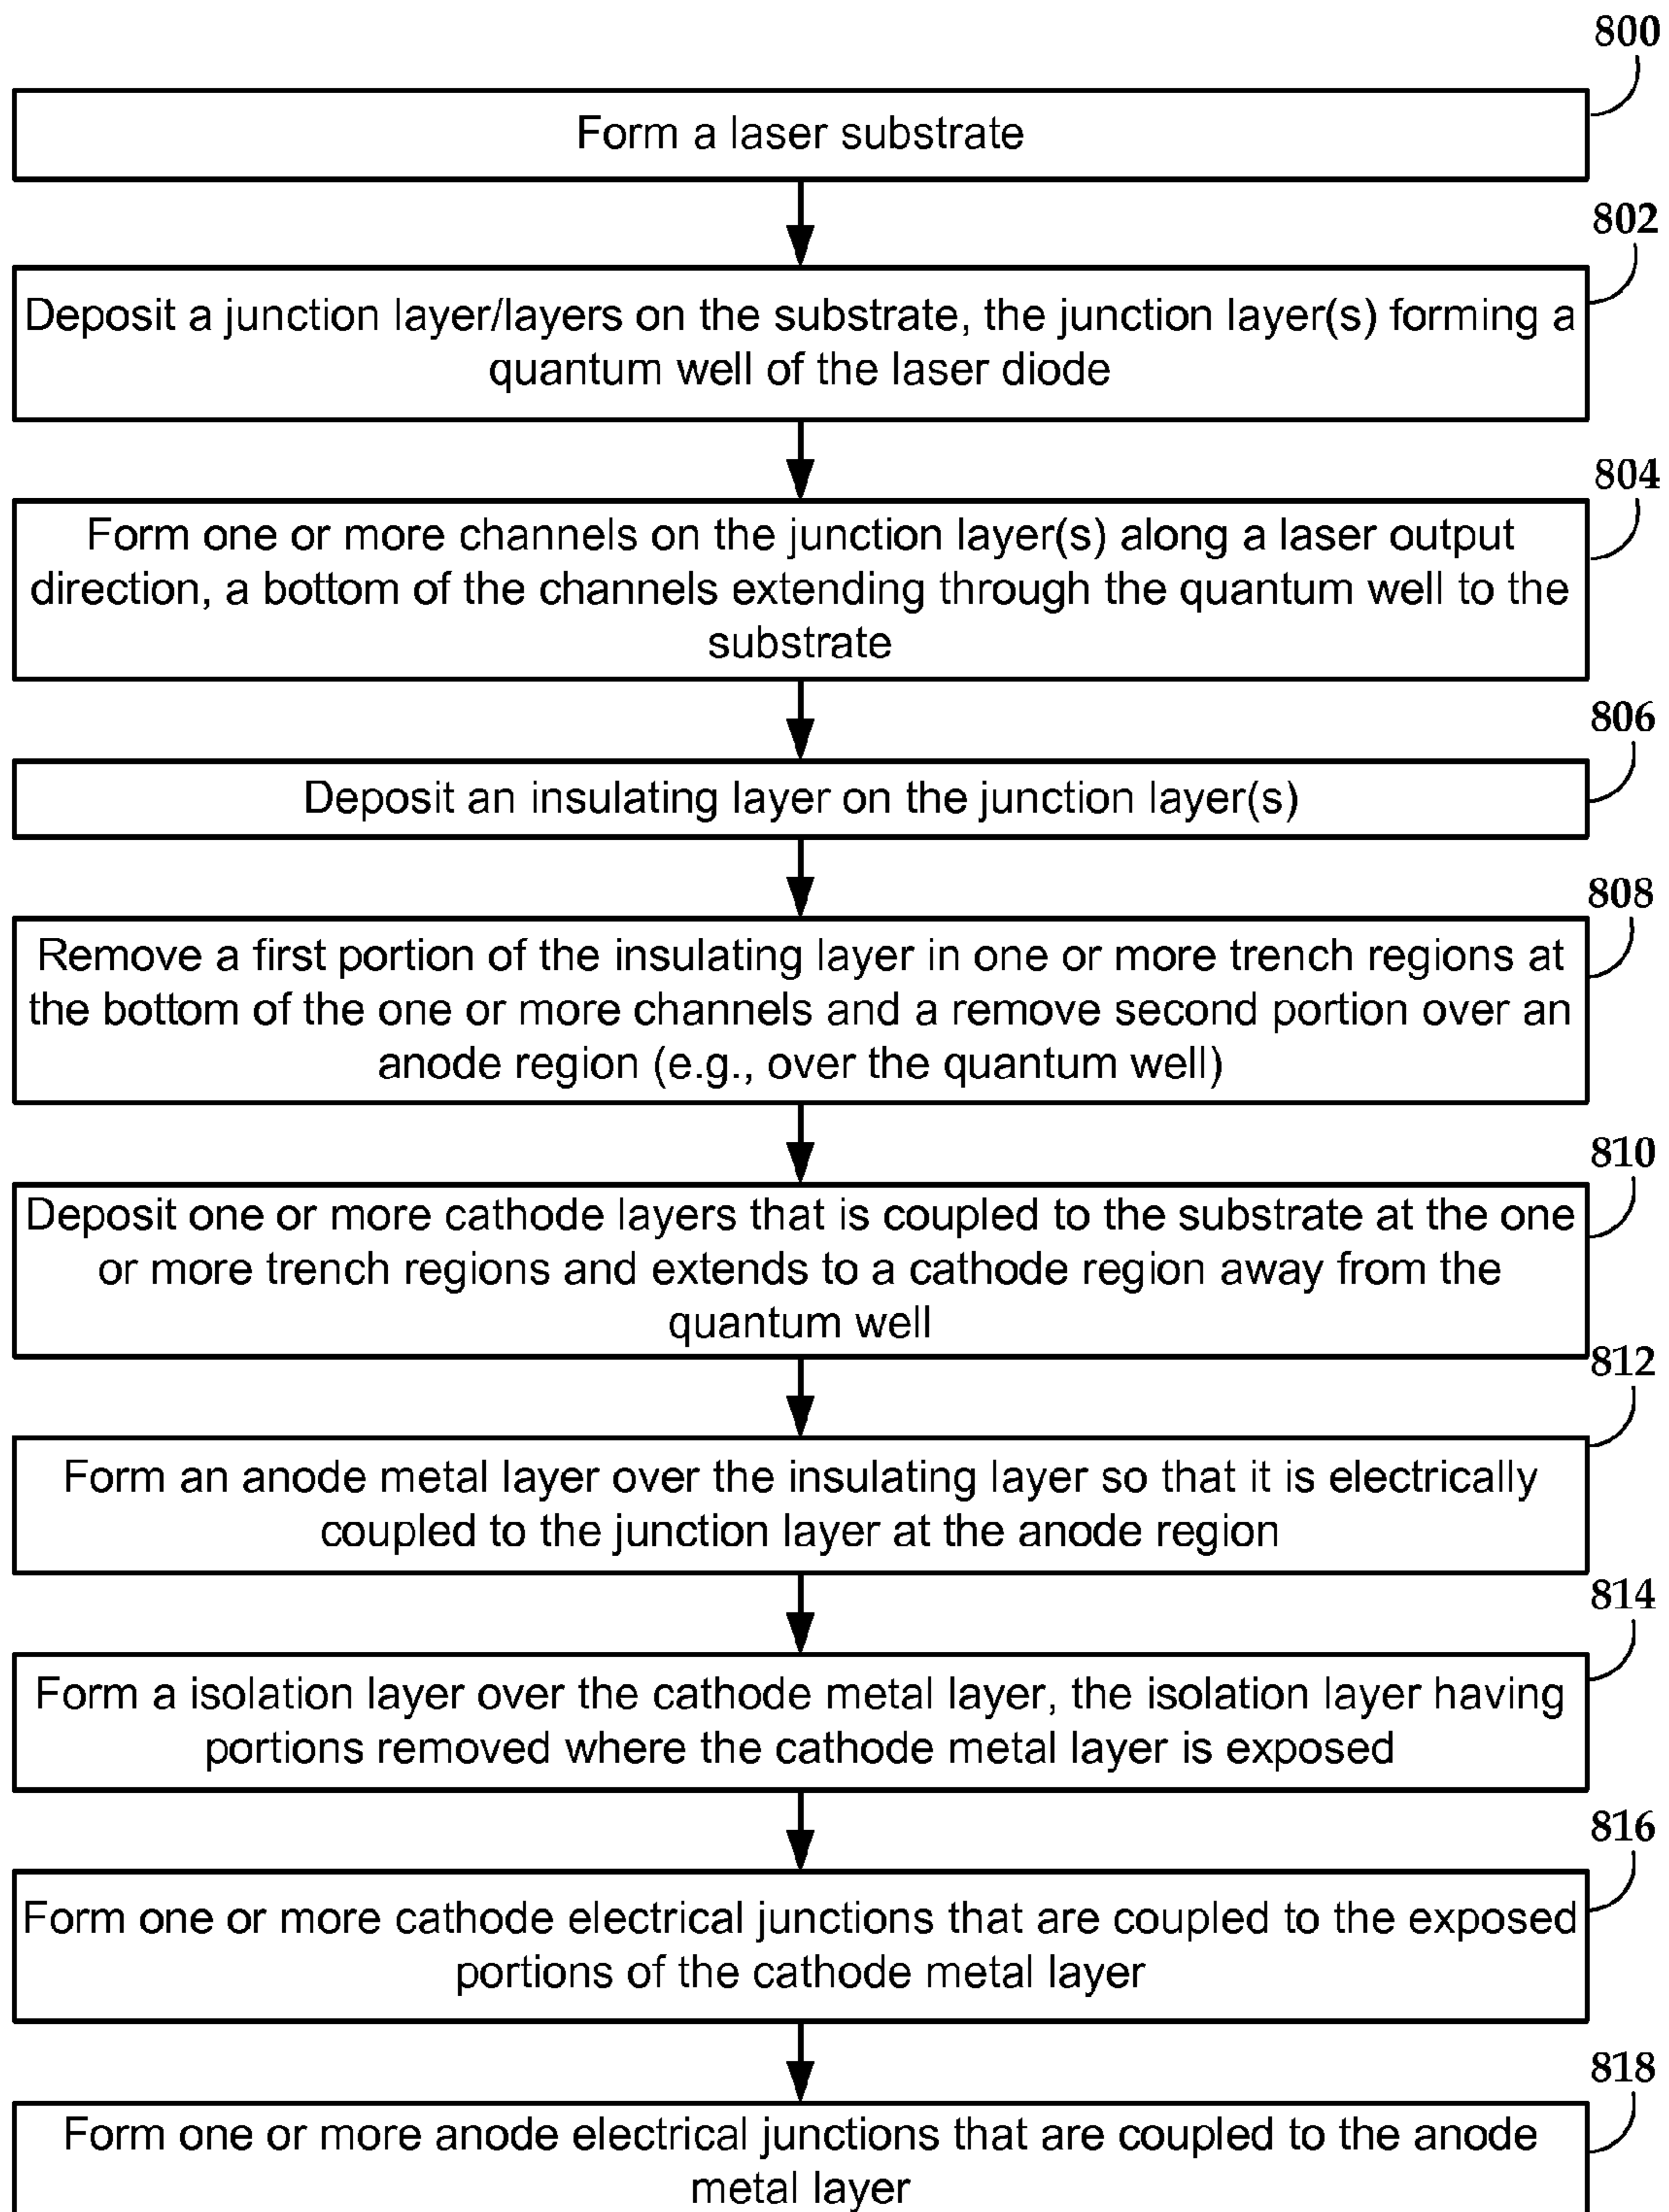 800
Form a laser substrate
802
Deposit a junction layer/layers on the substrate, the junction layer(s) forming a
quantum well of the laser diode
804
Form one or more channels on the junction layer(s) along a laser output
direction, a bottom of the channels extending through the quantum well to the
substrate
806
Deposit an insulating layer on the junction layer(s)
808
Remove a first portion of the insulating layer in one or more trench regions at
the bottom of the one or more channels and a remove second portion over an
anode region (e.g., over the quantum well)
810
Deposit one or more cathode layers that is coupled to the substrate at the one
or more trench regions and extends to a cathode region away from the
quantum well
812
Form an anode metal layer over the insulating layer so that it is electrically
coupled to the junction layer at the anode region
814
Form a isolation layer over the cathode metal layer, the isolation layer having
portions removed where the cathode metal layer is exposed
816
Form one or more cathode electrical junctions that are coupled to the exposed
portions of the cathode metal layer
818
Form one or more anode electrical junctions that are coupled to the anode
metal layer